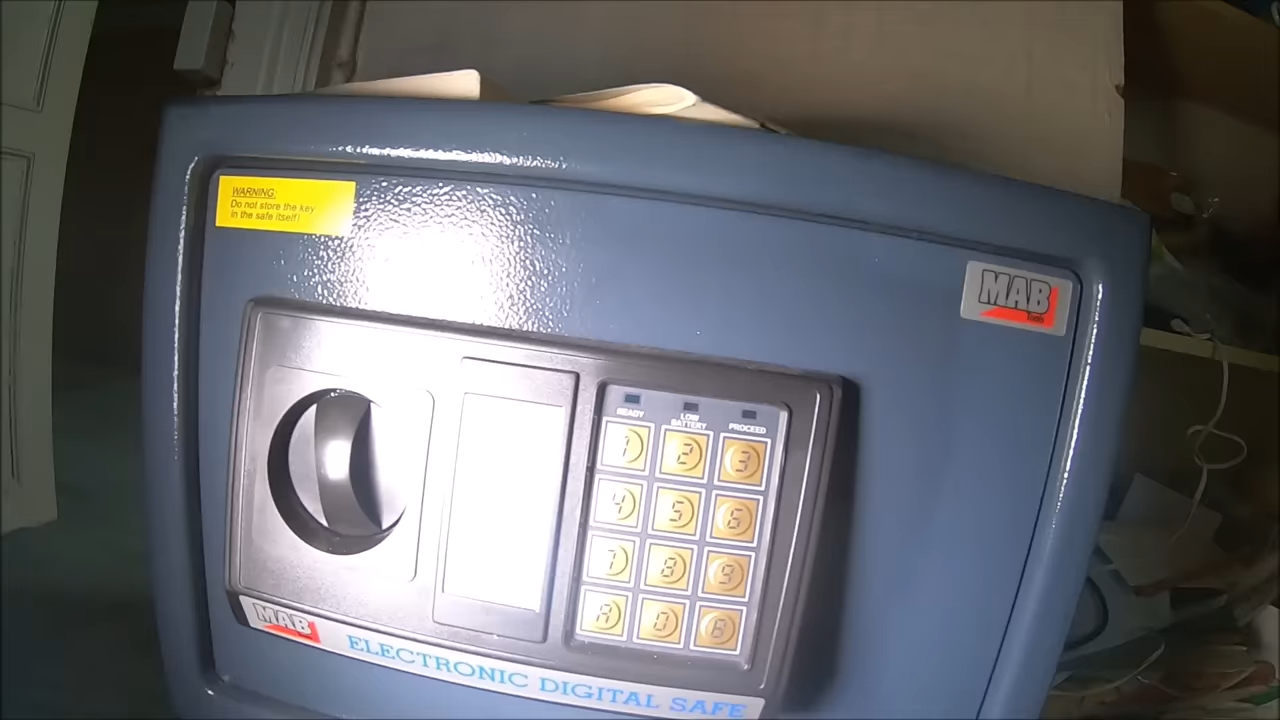 WARNING:
Do not store the key
in the safe itself!
MAB
Tools
READY
LOW
BATTERY
PROCEED
1 2 3
4 5 6
7 8 9
A 0 B
MAB
ELECTRONIC DIGITAL SAFE